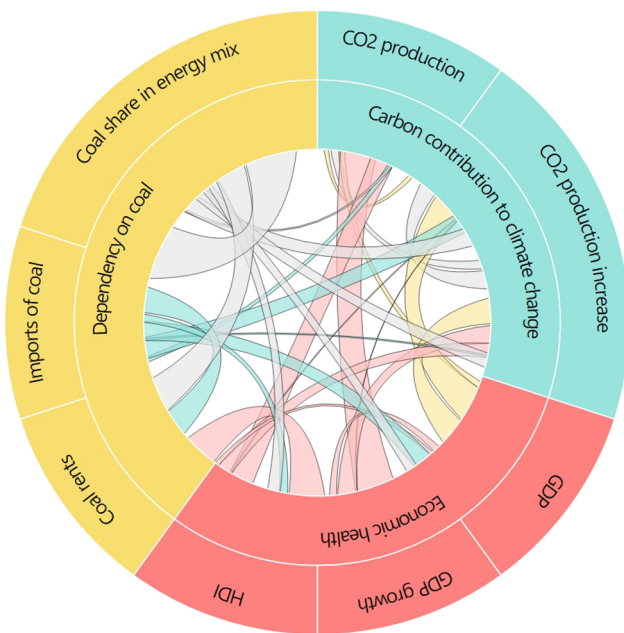 CO2 production
CO2 production increase
Carbon contribution to climate change
GDP
GDP growth
HDI
Economic health
Coal rents
Imports of coal
Coal share in energy mix
Dependency on coal